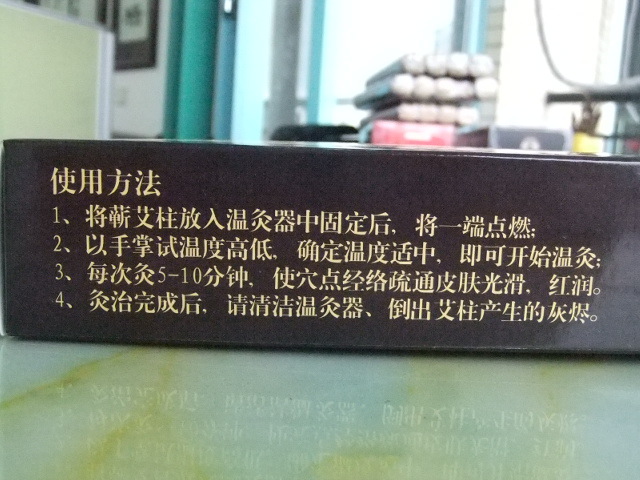 使用方法
1、将蕲艾柱放入温灸器中固定后，将一端点燃；
2、以手掌试温度高低，确定温度适中，即可开始温灸；
3、每次灸5-10分钟，使穴点经络疏通皮肤光滑，红润。
4、灸治完成后，请清洁温灸器、倒出艾柱产生的灰烬。